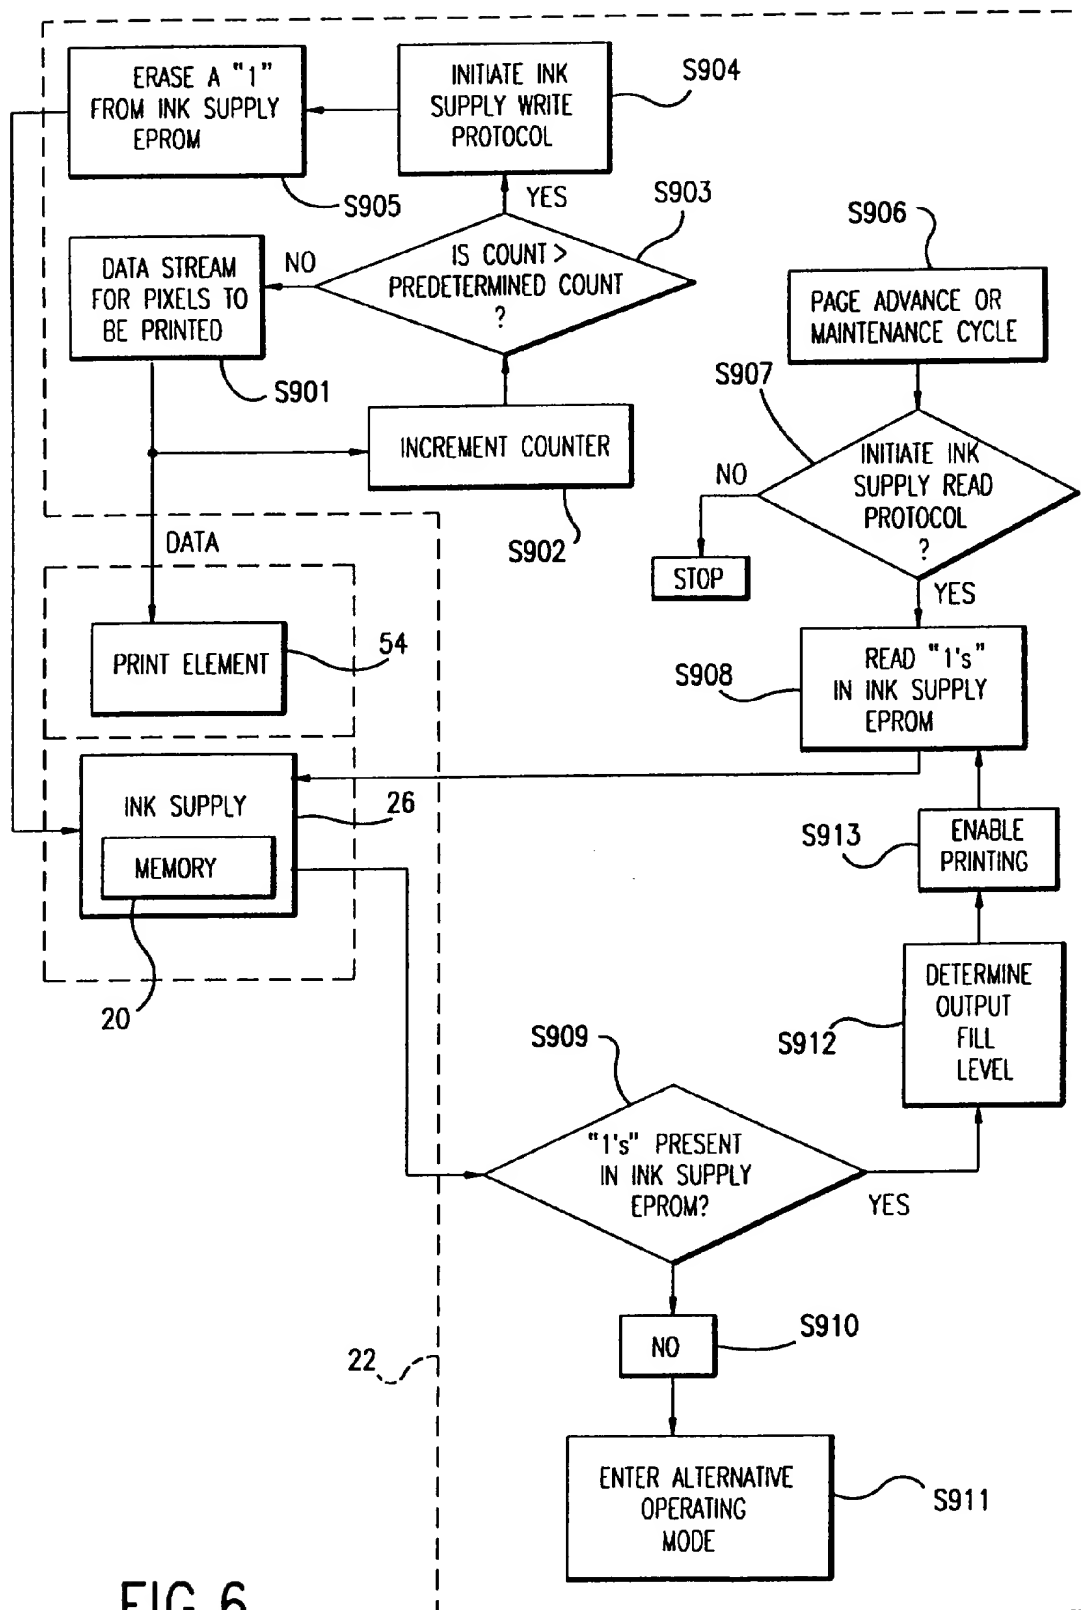 ERASE A "1"
FROM INK SUPPLY
EPROM
S905
INITIATE INK
SUPPLY WRITE
PROTOCOL
S904
YES
S903
IS COUNT >
PREDETERMINED COUNT
?
NO
DATA STREAM
FOR PIXELS TO
BE PRINTED
S901
INCREMENT COUNTER
S902
S906
PAGE ADVANCE OR
MAINTENANCE CYCLE
S907
INITIATE INK
SUPPLY READ
PROTOCOL
?
NO
STOP
YES
DATA
PRINT ELEMENT
54
S908
READ "1's"
IN INK SUPPLY
EPROM
INK SUPPLY
26
MEMORY
20
S913
ENABLE
PRINTING
S912
DETERMINE
OUTPUT
FILL
LEVEL
S909
"1's" PRESENT
IN INK SUPPLY
EPROM?
YES
NO
S910
22
ENTER ALTERNATIVE
OPERATING
MODE
S911
FIG.6